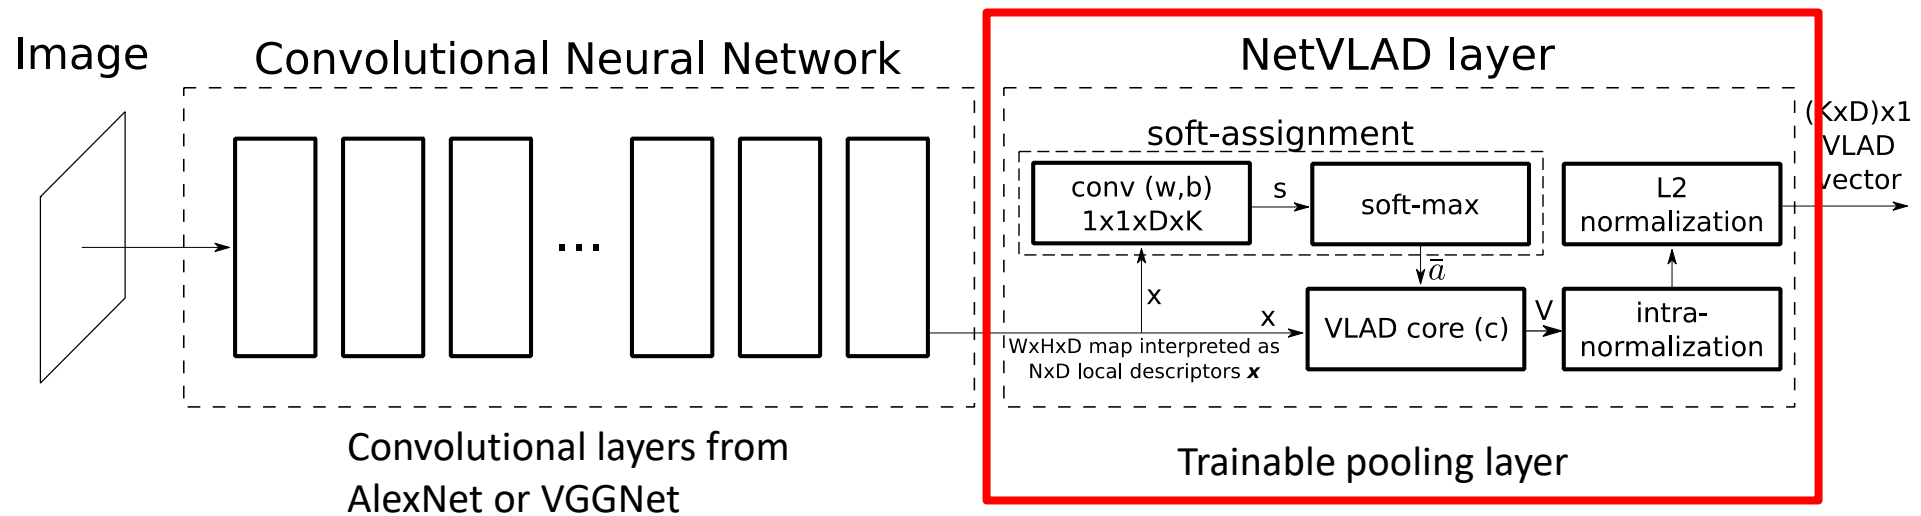 Image
Convolutional Neural Network
Convolutional layers from
AlexNet or VGGNet
NetVLAD layer
soft-assignment
conv (w,b)
1x1xDxK
s
soft-max
L2
normalization
(KxD)x1
VLAD
vector
x
a̅
x
WxHxD map interpreted as
NxD local descriptors x
VLAD core (c)
V
intra-
normalization
Trainable pooling layer